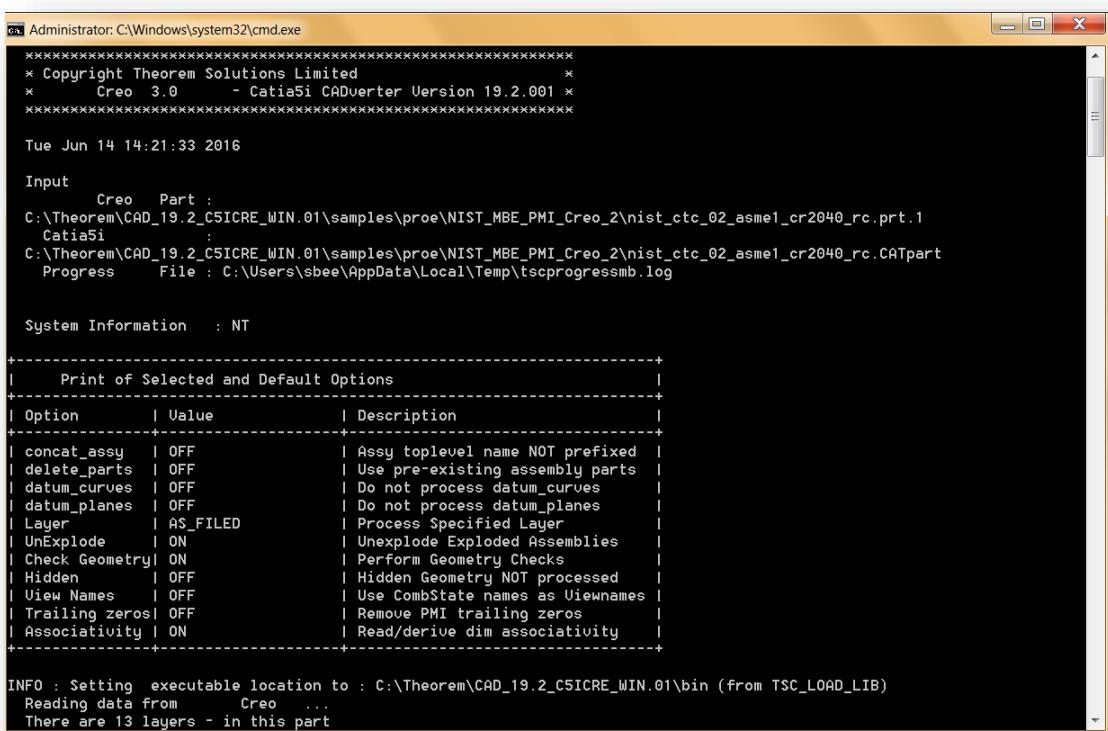 Administrator: C:\Windows\system32\cmd.exe
*************************************************************
* Copyright Theorem Solutions Limited                       *
*       Creo  3.0      - Catia5i CADverter Version 19.2.001 *
*************************************************************
Tue Jun 14 14:21:33 2016
Input
Creo   Part :
C:\Theorem\CAD_19.2_C5ICRE_WIN.01\samples\proe\NIST_MBE_PMI_Creo_2\nist_ctc_02_asme1_cr2040_rc.prt.1
Catia5i           :
C:\Theorem\CAD_19.2_C5ICRE_WIN.01\samples\proe\NIST_MBE_PMI_Creo_2\nist_ctc_02_asme1_cr2040_rc.CATpart
Progress     File : C:\Users\sbee\AppData\Local\Temp\tscprogressmb.log
System Information   : NT
+-----------------------------------------------------------------------+
|     Print of Selected and Default Options                             |
+-----------------------------------------------------------------------+
| Option        | Value              | Description                      |
+---------------+--------------------+----------------------------------+
| concat_assy   | OFF                | Assy toplevel name NOT prefixed  |
| delete_parts  | OFF                | Use pre-existing assembly parts  |
| datum_curves  | OFF                | Do not process datum_curves      |
| datum_planes  | OFF                | Do not process datum_planes      |
| Layer         | AS_FILED           | Process Specified Layer          |
| UnExplode     | ON                 | Unexplode Exploded Assemblies    |
| Check Geometry| ON                 | Perform Geometry Checks          |
| Hidden        | OFF                | Hidden Geometry NOT processed    |
| View Names    | OFF                | Use CombState names as Viewnames |
| Trailing zeros| OFF                | Remove PMI trailing zeros        |
| Associativity | ON                 | Read/derive dim associativity    |
+---------------+--------------------+----------------------------------+
INFO : Setting  executable location to : C:\Theorem\CAD_19.2_C5ICRE_WIN.01\bin (from TSC_LOAD_LIB)
Reading data from       Creo   ...
There are 13 layers - in this part